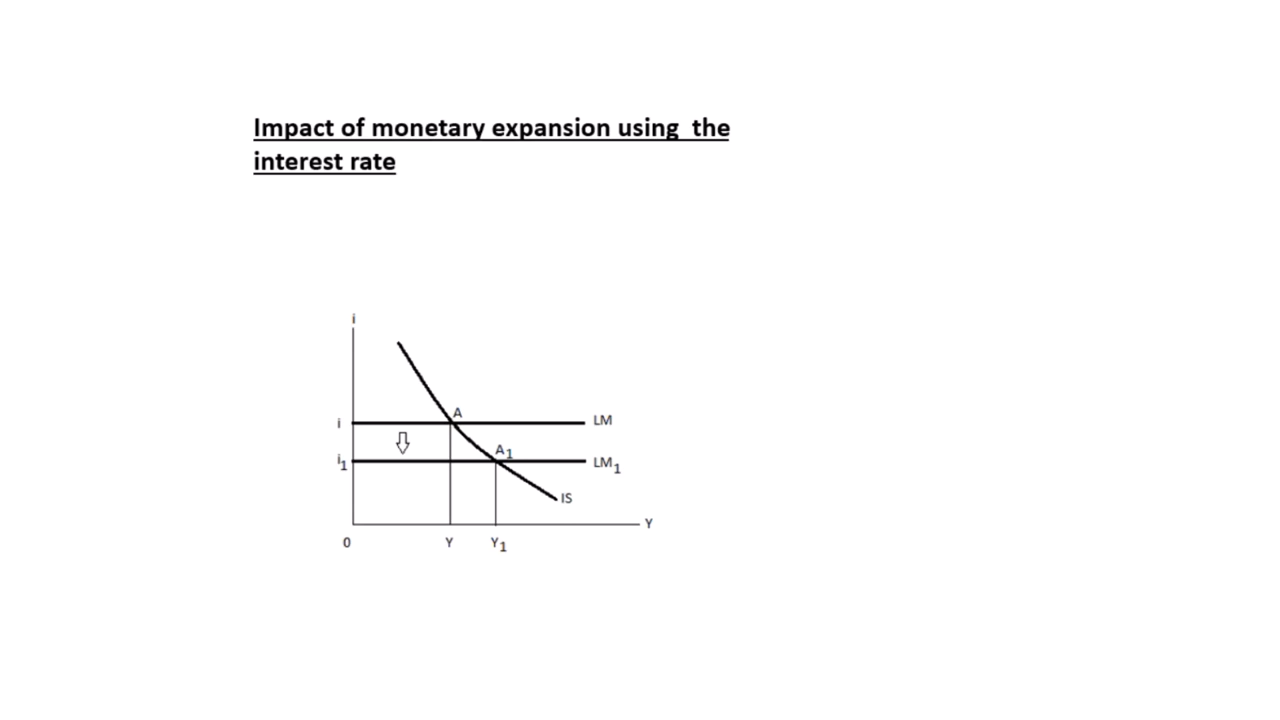 Impact of monetary expansion using  the
interest rate
i
i
A
LM
i1
A1
LM1
IS
Y
0
Y
Y1